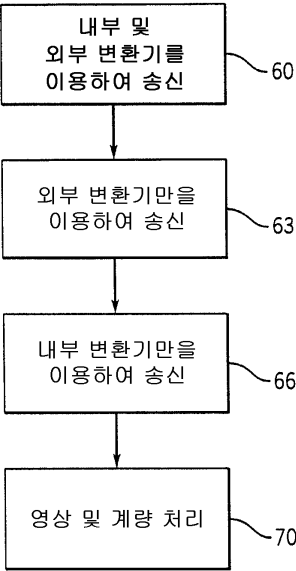 내부 및
외부 변환기를
이용하여 송신
60
외부 변환기만을
이용하여 송신
63
내부 변환기만을
이용하여 송신
66
영상 및 계량 처리
70